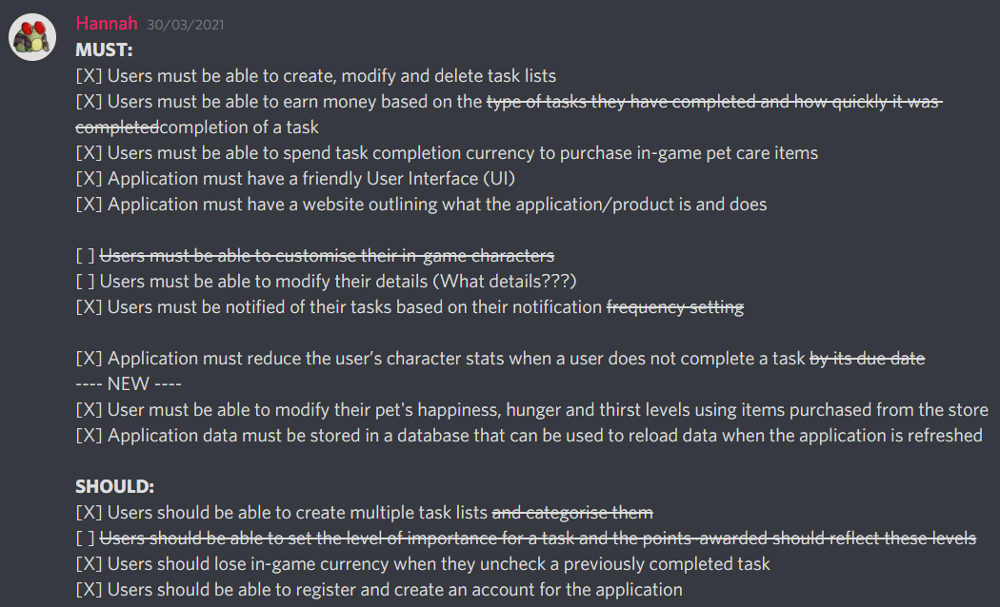 Hannah 30/03/2021
MUST:
[X] Users must be able to create, modify and delete task lists
[X] Users must be able to earn money based on the type of tasks they have completed and how quickly it was
completedcompletion of a task
[X] Users must be able to spend task completion currency to purchase in-game pet care items
[X] Application must have a friendly User Interface (UI)
[X] Application must have a website outlining what the application/product is and does
[ ] Users must be able to customise their in-game characters
[ ] Users must be able to modify their details (What details???)
[X] Users must be notified of their tasks based on their notification frequency setting
[X] Application must reduce the user’s character stats when a user does not complete a task by its due date
---- NEW ----
[X] User must be able to modify their pet's happiness, hunger and thirst levels using items purchased from the store
[X] Application data must be stored in a database that can be used to reload data when the application is refreshed
SHOULD:
[X] Users should be able to create multiple task lists and categorise them
[ ] Users should be able to set the level of importance for a task and the points-awarded should reflect these levels
[X] Users should lose in-game currency when they uncheck a previously completed task
[X] Users should be able to register and create an account for the application